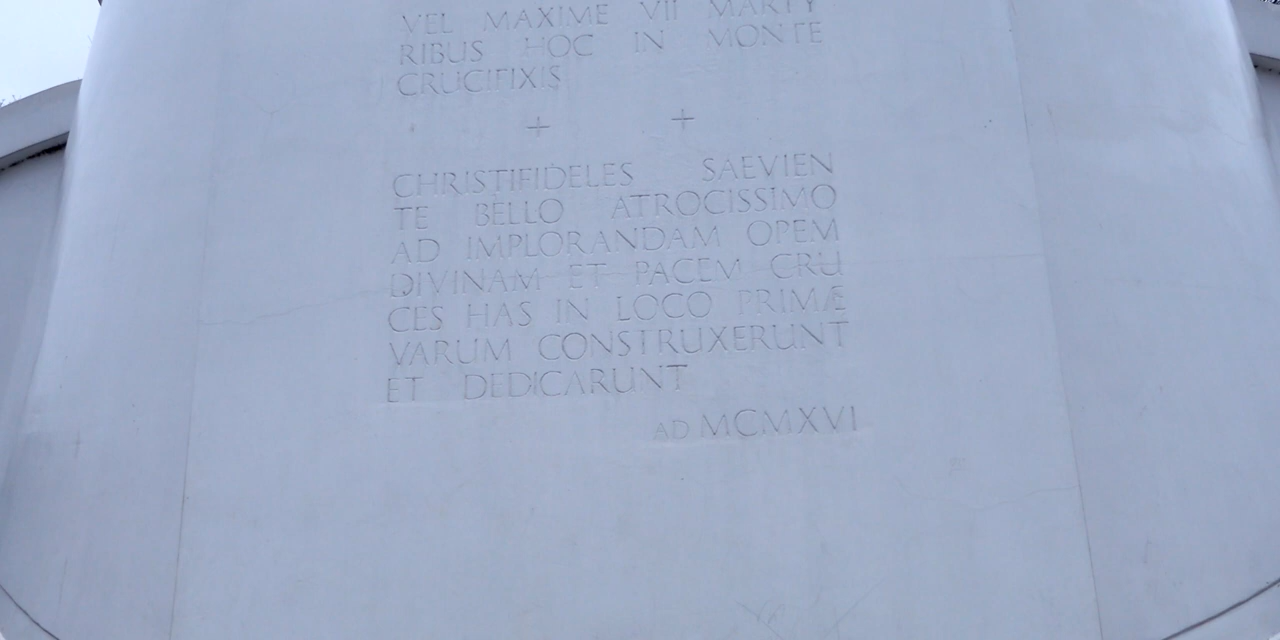 VEL MAXIME VII MARTY
RIBUS HOC IN MONTE
CRUCIFIXIS
+ +
CHRISTIFIDELES SAEVIEN
TE BELLO ATROCISSIMO
AD IMPLORANDAM OPEM
DIVINAM ET PACEM CRU
CES HAS IN LOCO PRIMÆ
VARUM CONSTRUXERUNT
ET DEDICARUNT
AD MCMXVI